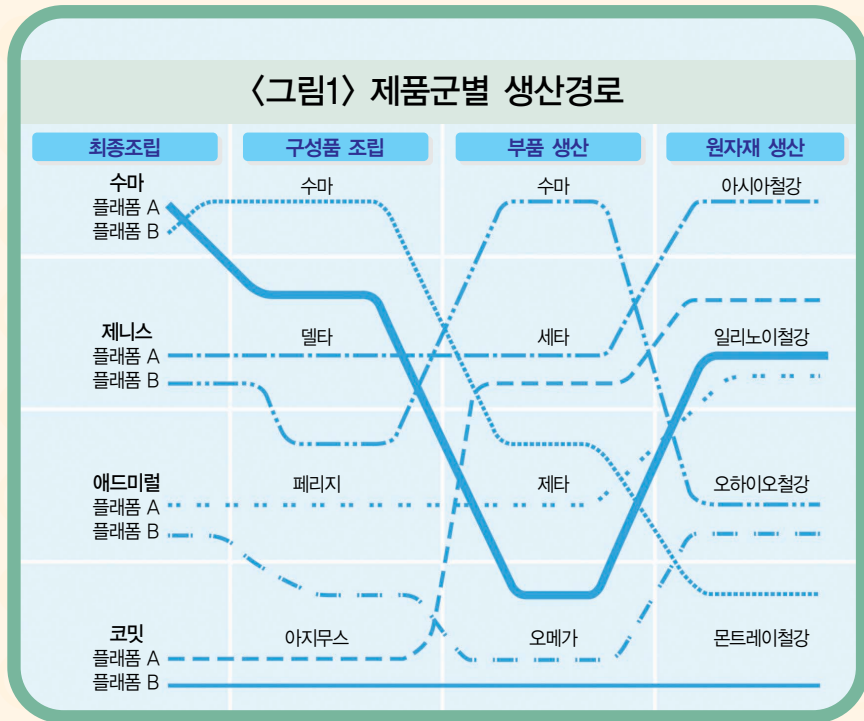 〈그림1〉 제품군별 생산경로
최종조립 구성품 조립 부품 생산 원자재 생산
수마 수마 수마 아시아철강
플래폼 A
플래폼 B
제니스 델타 세타 일리노이철강
플래폼 A
플래폼 B
애드미럴 페리지 제타 오하이오철강
플래폼 A
플래폼 B
코밋 아지무스 오메가 몬트레이철강
플래폼 A
플래폼 B